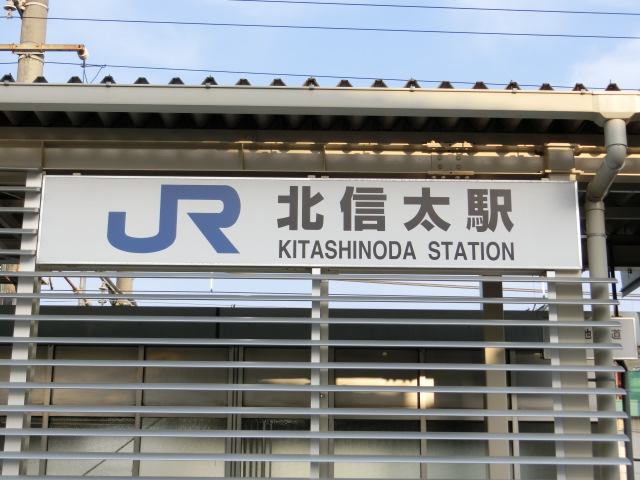 JR 北信太駅
KITASHINODA STATION